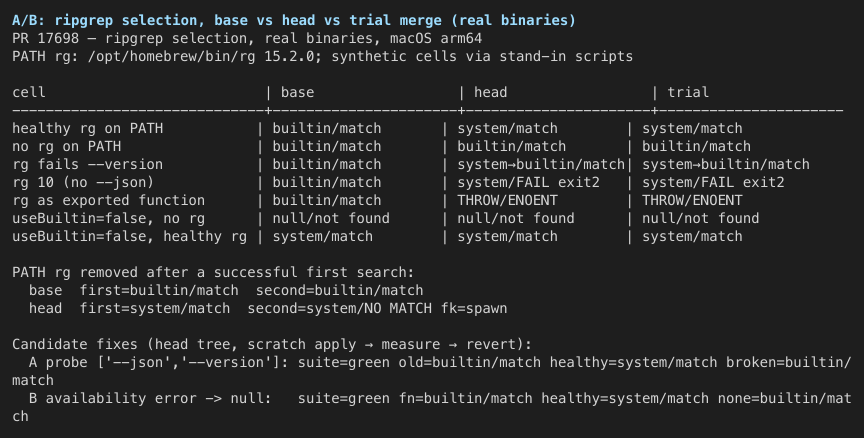 A/B: ripgrep selection, base vs head vs trial merge (real binaries)
PR 17698 — ripgrep selection, real binaries, macOS arm64
PATH rg: /opt/homebrew/bin/rg 15.2.0; synthetic cells via stand-in scripts
cell | base | head | trial
------------------------------+----------------------+----------------------+----------------------
healthy rg on PATH | builtin/match | system/match | system/match
no rg on PATH | builtin/match | builtin/match | builtin/match
rg fails --version | builtin/match | system→builtin/match| system→builtin/match
rg 10 (no --json) | builtin/match | system/FAIL exit2 | system/FAIL exit2
rg as exported function | builtin/match | THROW/ENOENT | THROW/ENOENT
useBuiltin=false, no rg | null/not found | null/not found | null/not found
useBuiltin=false, healthy rg | system/match | system/match | system/match
PATH rg removed after a successful first search:
base first=builtin/match second=builtin/match
head first=system/match second=system/NO MATCH fk=spawn
Candidate fixes (head tree, scratch apply → measure → revert):
A probe ['--json','--version']: suite=green old=builtin/match healthy=system/match broken=builtin/
match
B availability error -> null: suite=green fn=builtin/match healthy=system/match none=builtin/mat
ch